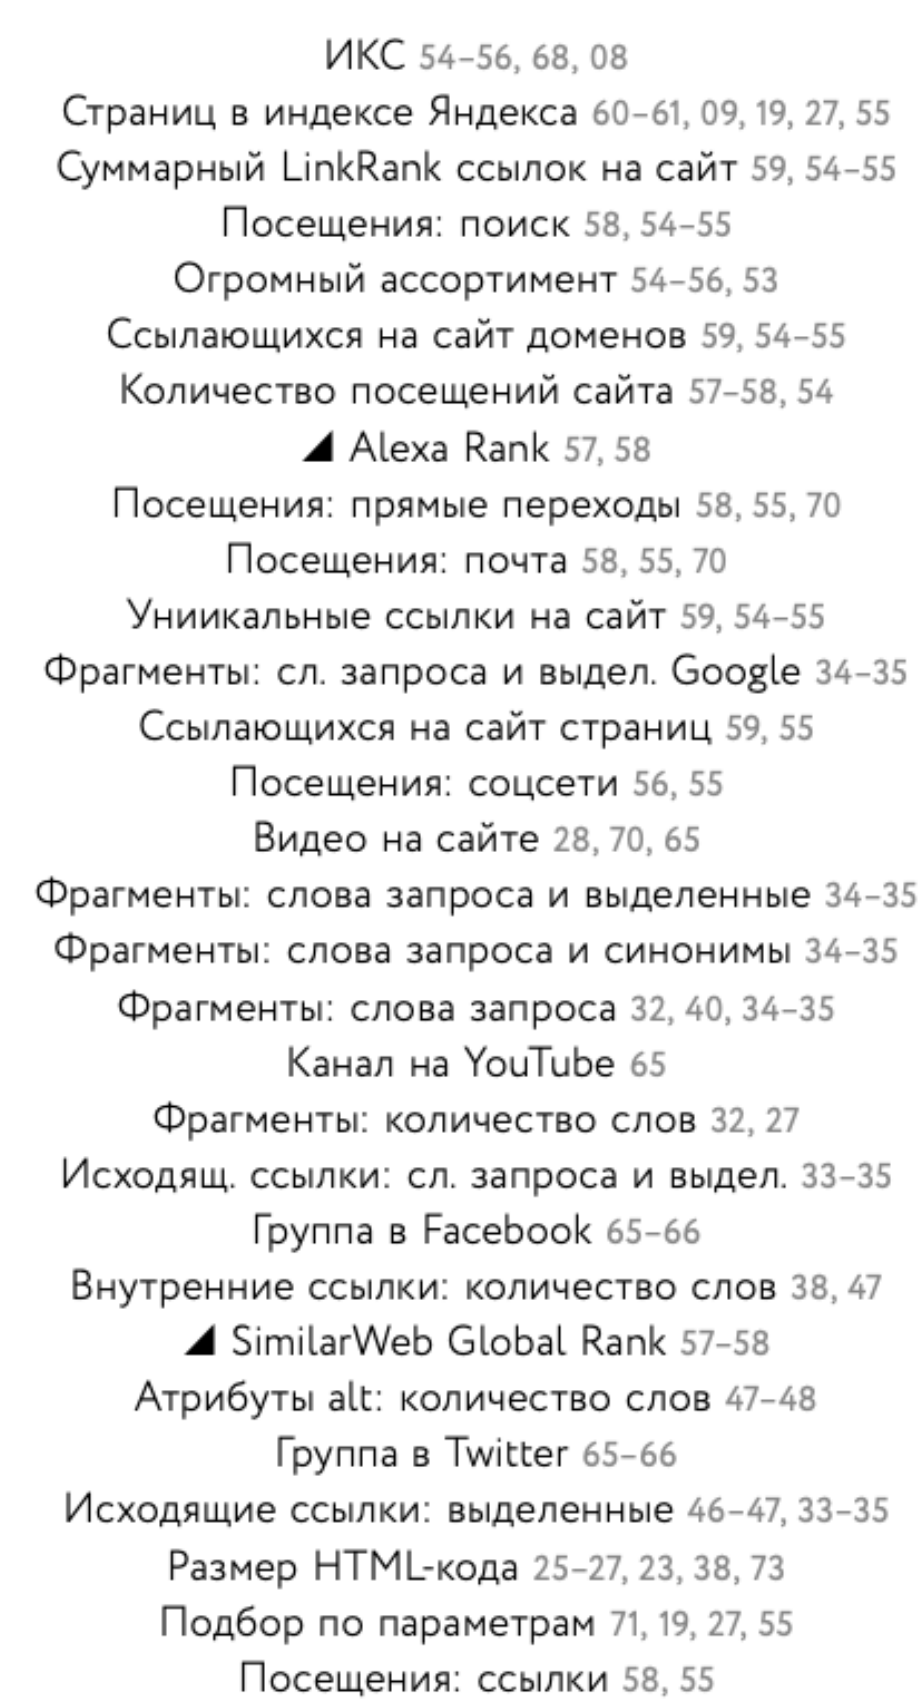 ИКС 54–56, 68, 08
Страниц в индексе Яндекса 60–61, 09, 19, 27, 55
Суммарный LinkRank ссылок на сайт 59, 54–55
Посещения: поиск 58, 54–55
Огромный ассортимент 54–56, 53
Ссылающихся на сайт доменов 59, 54–55
Количество посещений сайта 57–58, 54
◢ Alexa Rank 57, 58
Посещения: прямые переходы 58, 55, 70
Посещения: почта 58, 55, 70
Униикальные ссылки на сайт 59, 54–55
Фрагменты: сл. запроса и выдел. Google 34–35
Ссылающихся на сайт страниц 59, 55
Посещения: соцсети 56, 55
Видео на сайте 28, 70, 65
Фрагменты: слова запроса и выделенные 34–35
Фрагменты: слова запроса и синонимы 34–35
Фрагменты: слова запроса 32, 40, 34–35
Канал на YouTube 65
Фрагменты: количество слов 32, 27
Исходящ. ссылки: сл. запроса и выдел. 33–35
Группа в Facebook 65–66
Внутренние ссылки: количество слов 38, 47
◢ SimilarWeb Global Rank 57–58
Атрибуты alt: количество слов 47–48
Группа в Twitter 65–66
Исходящие ссылки: выделенные 46–47, 33–35
Размер HTML-кода 25–27, 23, 38, 73
Подбор по параметрам 71, 19, 27, 55
Посещения: ссылки 58, 55